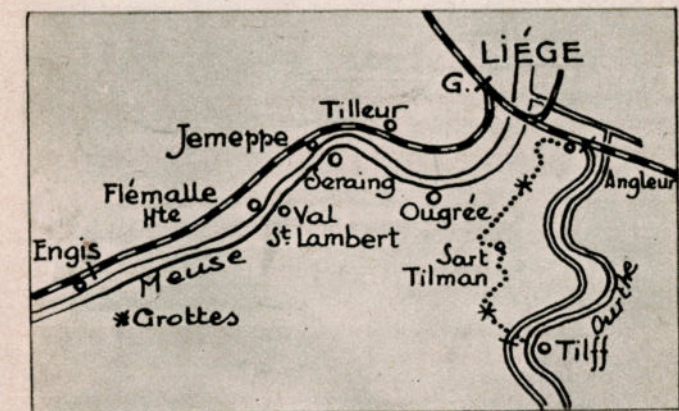 LIÉGE
G.
Tilleur
Jemeppe
Seraing
Angleur
Flémalle
Hte
Ougrée
Val
St Lambert
Engis
Meuse
Sart
Tilman
Ourthe
Grottes
Tilff